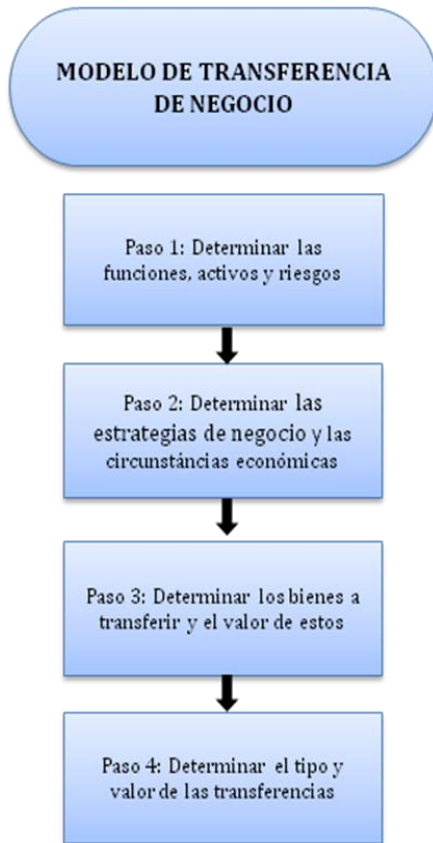 MODELO DE TRANSFERENCIA
DE NEGOCIO
Paso 1: Determinar las
funciones, activos y riesgos
Paso 2: Determinar las
estrategias de negocio y las
circunstáncias económicas
Paso 3: Determinar los bienes a
transferir y el valor de estos
Paso 4: Determinar el tipo y
valor de las transferencias